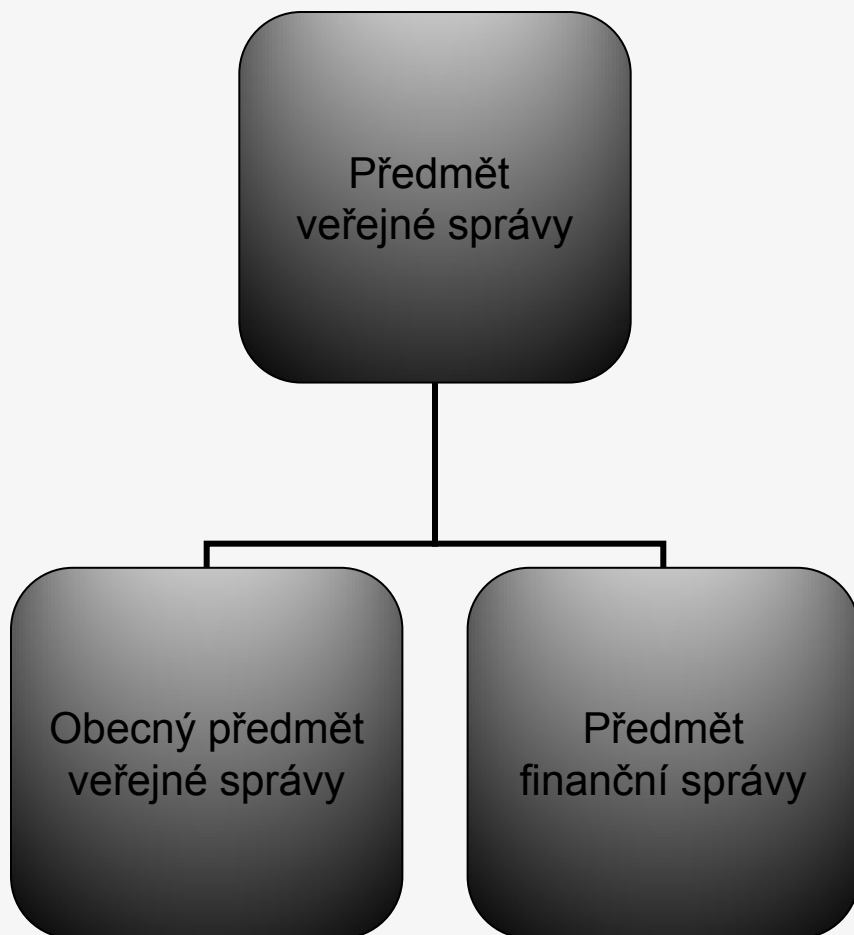 Předmět
veřejné správy
Obecný předmět
veřejné správy
Předmět
finanční správy